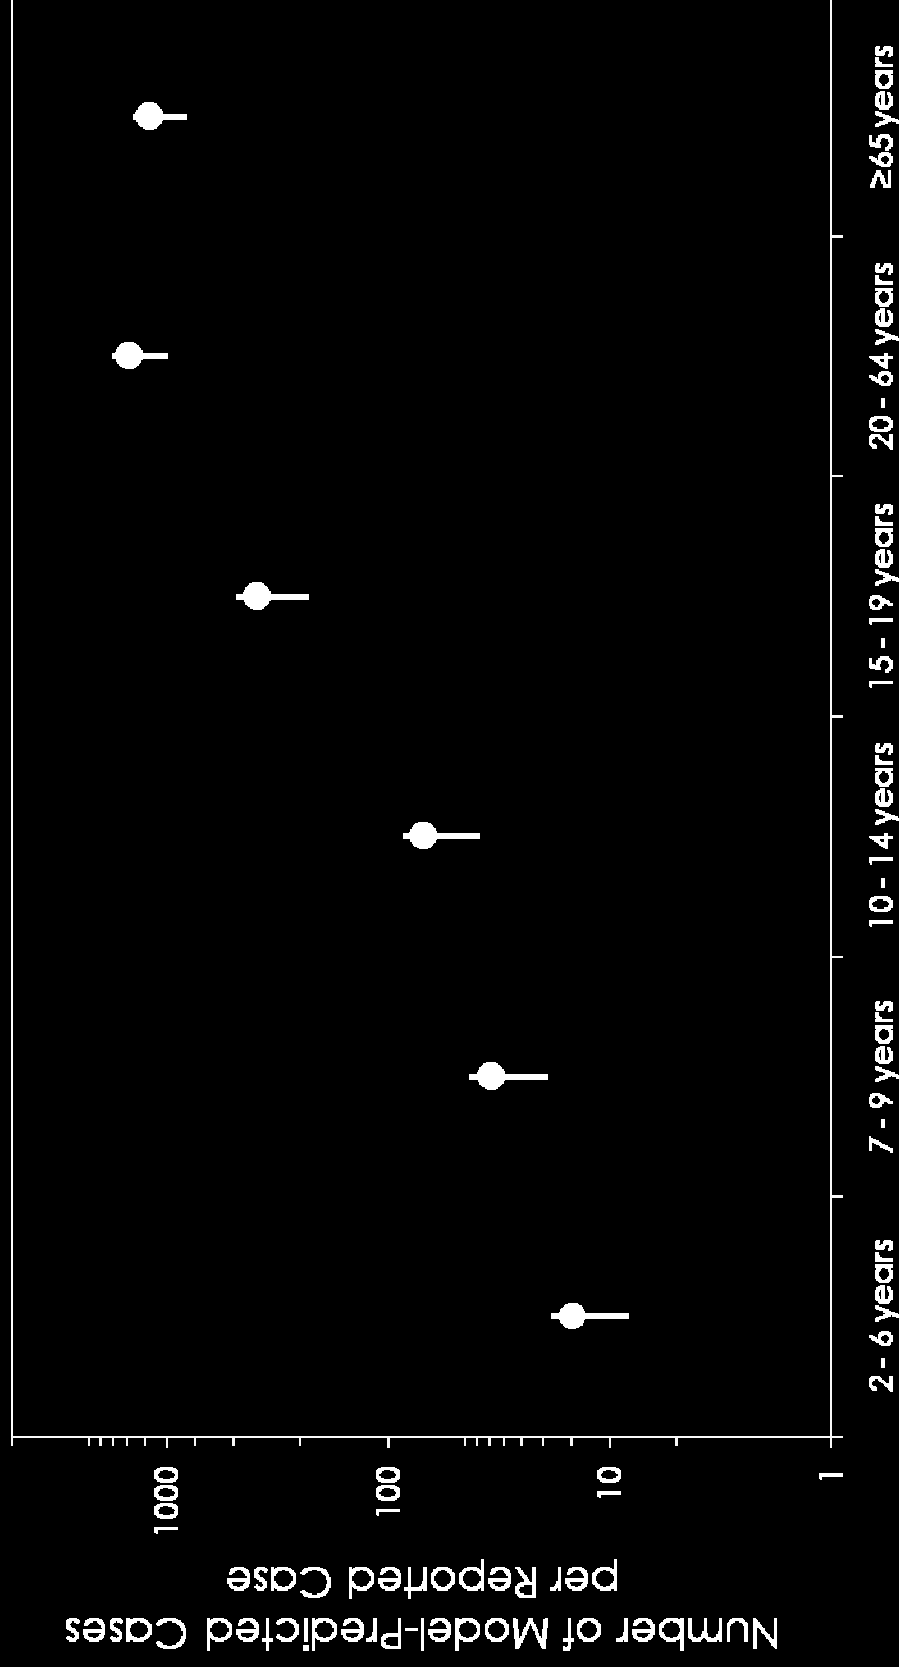 Number of Model-Predicted Cases
per Reported Case
1000
100
10
1
2 - 6 years
7 - 9 years
10 - 14 years
15 - 19 years
20 - 64 years
≥65 years